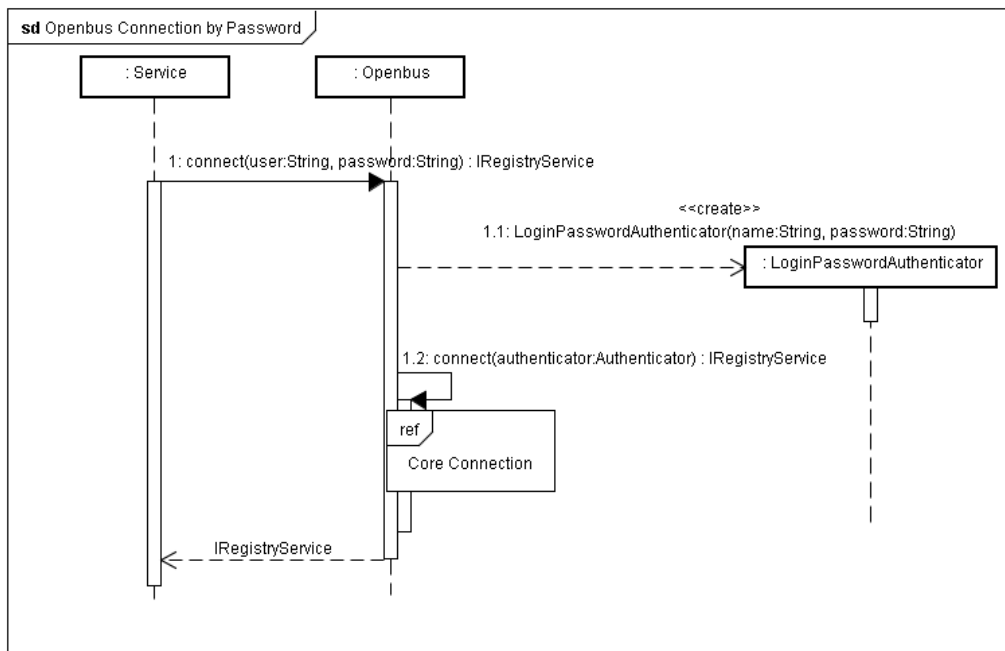 sd Openbus Connection by Password
: Service
: Openbus
1: connect(user:String, password:String) : IRegistryService
<<create>>
1.1: LoginPasswordAuthenticator(name:String, password:String)
: LoginPasswordAuthenticator
1.2: connect(authenticator:Authenticator) : IRegistryService
ref
Core Connection
IRegistryService